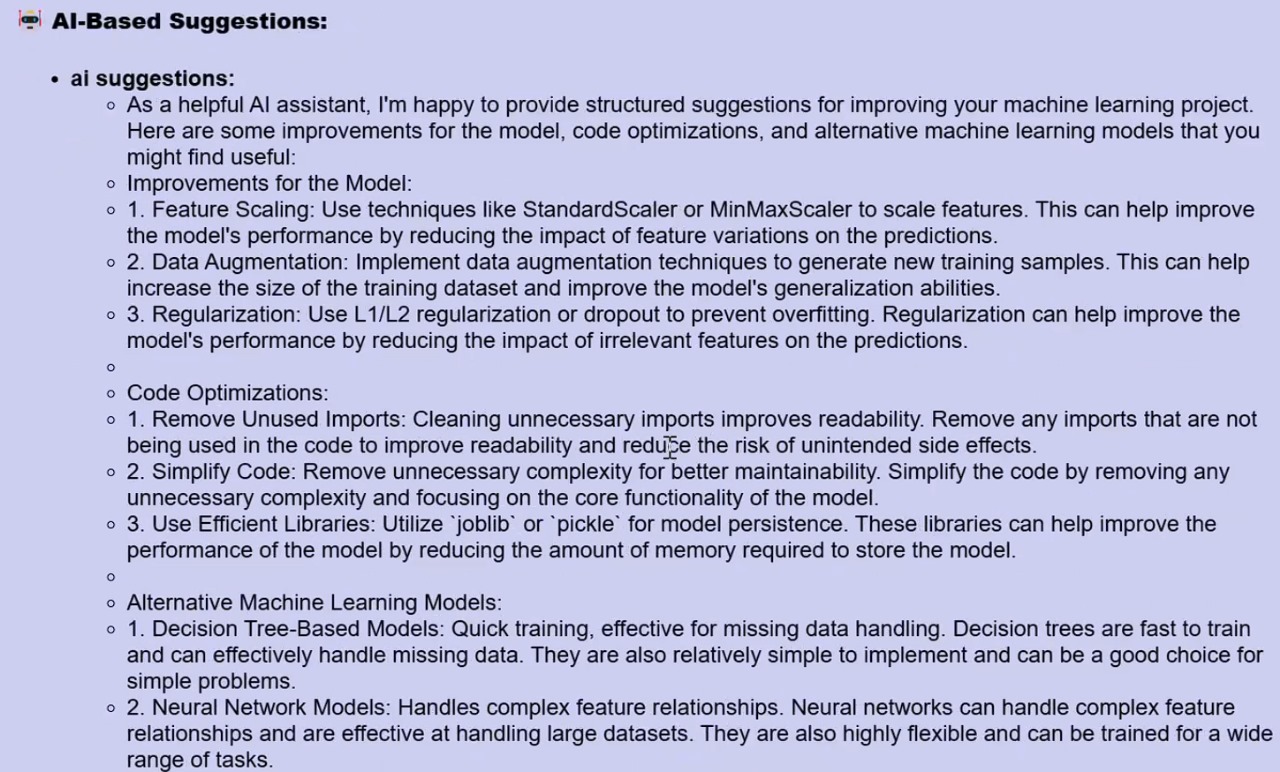 AI-Based Suggestions:
ai suggestions:
As a helpful AI assistant, I'm happy to provide structured suggestions for improving your machine learning project.
Here are some improvements for the model, code optimizations, and alternative machine learning models that you
might find useful:
Improvements for the Model:
1. Feature Scaling: Use techniques like StandardScaler or MinMaxScaler to scale features. This can help improve
the model's performance by reducing the impact of feature variations on the predictions.
2. Data Augmentation: Implement data augmentation techniques to generate new training samples. This can help
increase the size of the training dataset and improve the model's generalization abilities.
3. Regularization: Use L1/L2 regularization or dropout to prevent overfitting. Regularization can help improve the
model's performance by reducing the impact of irrelevant features on the predictions.
Code Optimizations:
1. Remove Unused Imports: Cleaning unnecessary imports improves readability. Remove any imports that are not
being used in the code to improve readability and reduce the risk of unintended side effects.
2. Simplify Code: Remove unnecessary complexity for better maintainability. Simplify the code by removing any
unnecessary complexity and focusing on the core functionality of the model.
3. Use Efficient Libraries: Utilize `joblib` or `pickle` for model persistence. These libraries can help improve the
performance of the model by reducing the amount of memory required to store the model.
Alternative Machine Learning Models:
1. Decision Tree-Based Models: Quick training, effective for missing data handling. Decision trees are fast to train
and can effectively handle missing data. They are also relatively simple to implement and can be a good choice for
simple problems.
2. Neural Network Models: Handles complex feature relationships. Neural networks can handle complex feature
relationships and are effective at handling large datasets. They are also highly flexible and can be trained for a wide
range of tasks.